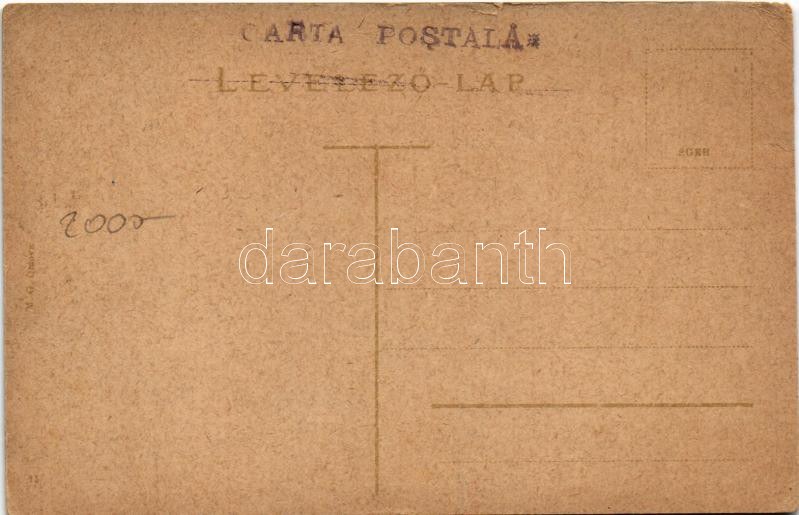 CARTA POSTALĂ*
LEVELEZŐ-LAP
2000
darabanth